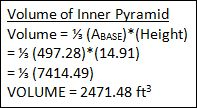 Volume of Inner Pyramid
Volume = ⅓ (ABASE)*(Height)
= ⅓ (497.28)*(14.91)
= ⅓ (7414.49)
VOLUME = 2471.48 ft³